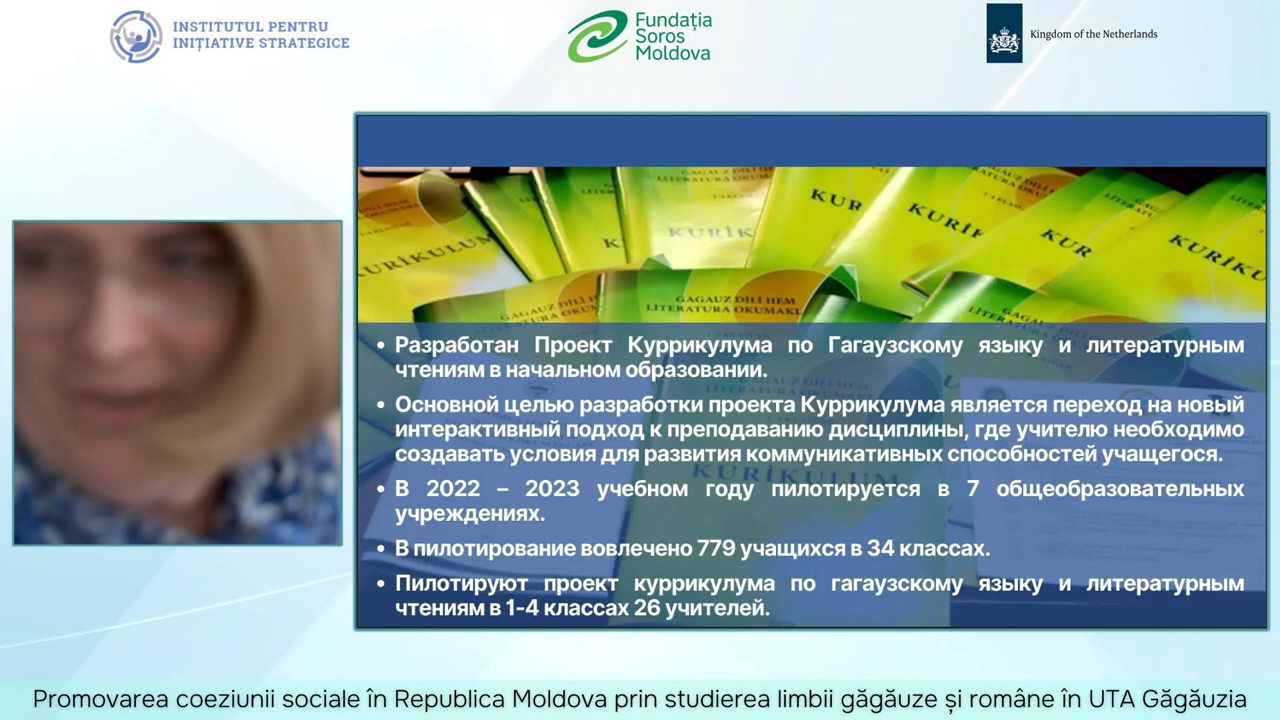 INSTITUTUL PENTRU
INIȚIATIVE STRATEGICE
Fundația
Soros
Moldova
Kingdom of the Netherlands
KURİKULUM
KURİKULUM
GAGAUZ DİLİ HEM
LİTERATURA OKUMAKL
KURİKULUM
• Разработан Проект Куррикулума по Гагаузскому языку и литературным
чтениям в начальном образовании.
• Основной целью разработки проекта Куррикулума является переход на новый
интерактивный подход к преподаванию дисциплины, где учителю необходимо
создавать условия для развития коммуникативных способностей учащегося.
• В 2022 – 2023 учебном году пилотируется в 7 общеобразовательных
учреждениях.
• В пилотирование вовлечено 779 учащихся в 34 классах.
• Пилотируют проект куррикулума по гагаузскому языку и литературным
чтениям в 1-4 классах 26 учителей.
Promovarea coeziunii sociale în Republica Moldova prin studierea limbii găgăuze și române în UTA Găgăuzia